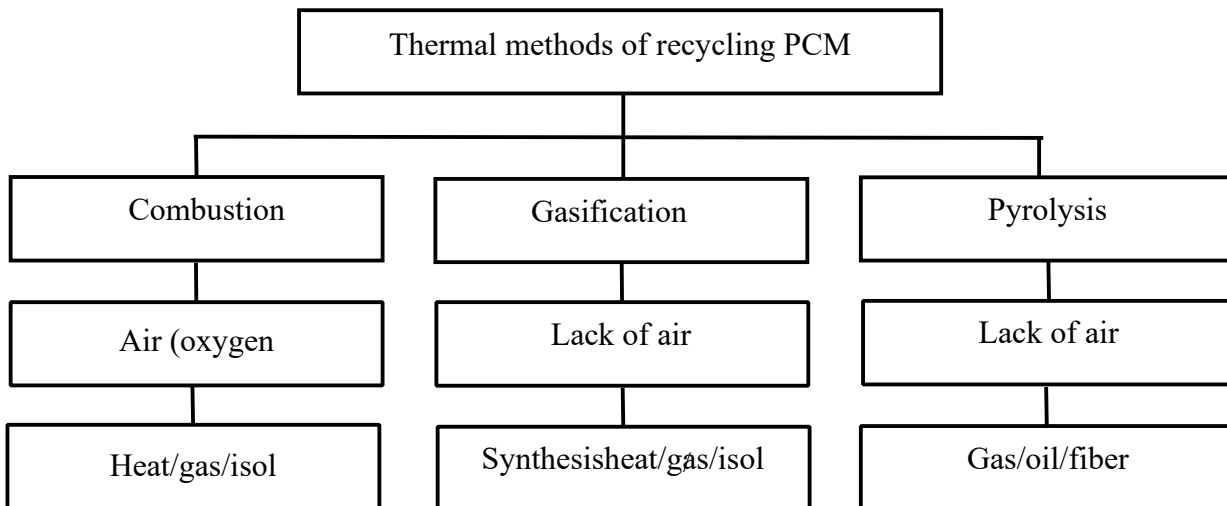 Thermal methods of recycling PCM
Combustion
Gasification
Pyrolysis
Air (oxygen
Lack of air
Lack of air
Heat/gas/isol
Synthesisheat/gas/isol
Gas/oil/fiber